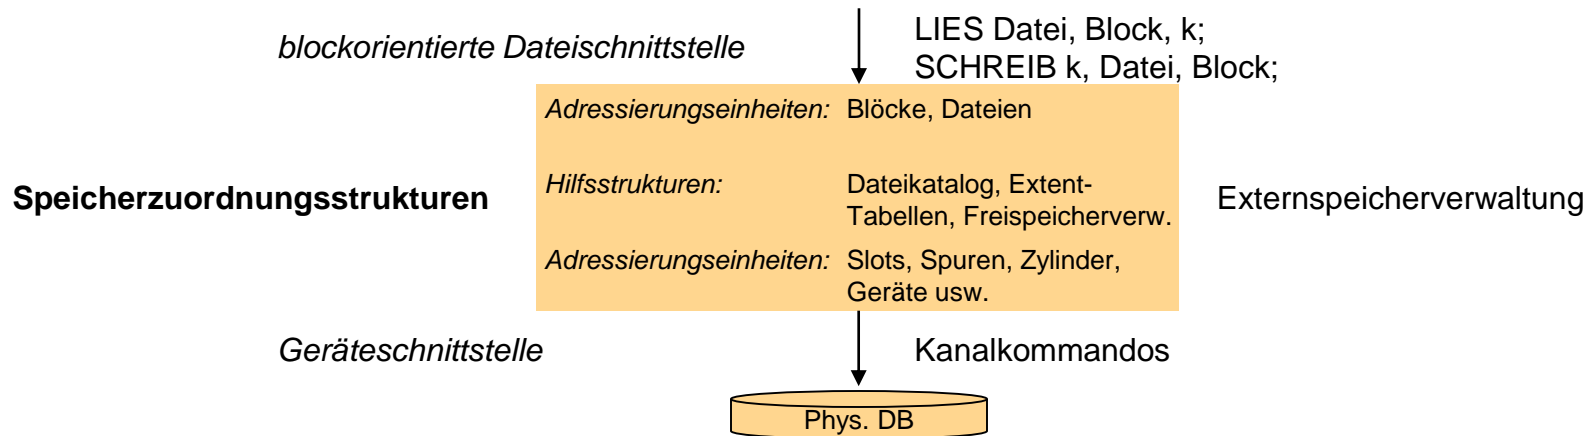 blockorientierte Dateischnittstelle
LIES Datei, Block, k;
SCHREIB k, Datei, Block;
Adressierungseinheiten: Blöcke, Dateien
Speicherzuordnungsstrukturen
Hilfsstrukturen: Dateikatalog, Extent-
Tabellen, Freispeicherverw.
Externspeicherverwaltung
Adressierungseinheiten: Slots, Spuren, Zylinder,
Geräte usw.
Geräteschnittstelle
Kanalkommandos
Phys. DB